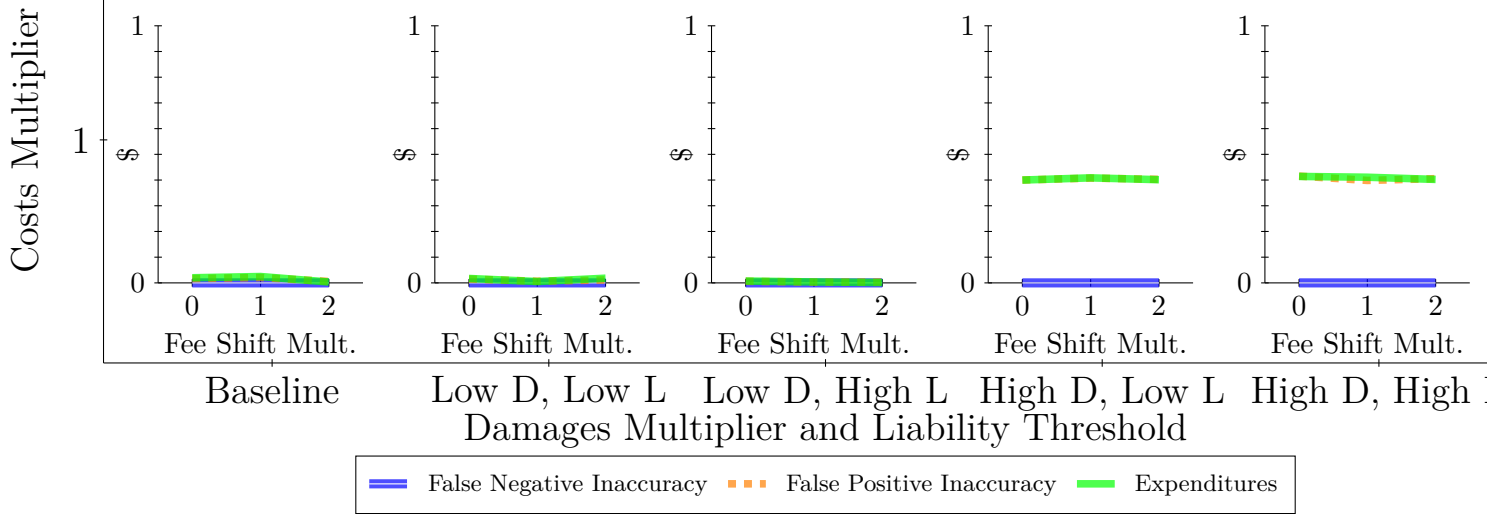 Costs Multiplier
1
1 1 1 1 1
$ $ $ $ $
0 0 0 0 0
0 1 2 0 1 2 0 1 2 0 1 2 0 1 2
Fee Shift Mult. Fee Shift Mult. Fee Shift Mult. Fee Shift Mult. Fee Shift Mult.
Baseline Low D, Low L Low D, High L High D, Low L High D, High
Damages Multiplier and Liability Threshold
False Negative Inaccuracy False Positive Inaccuracy Expenditures